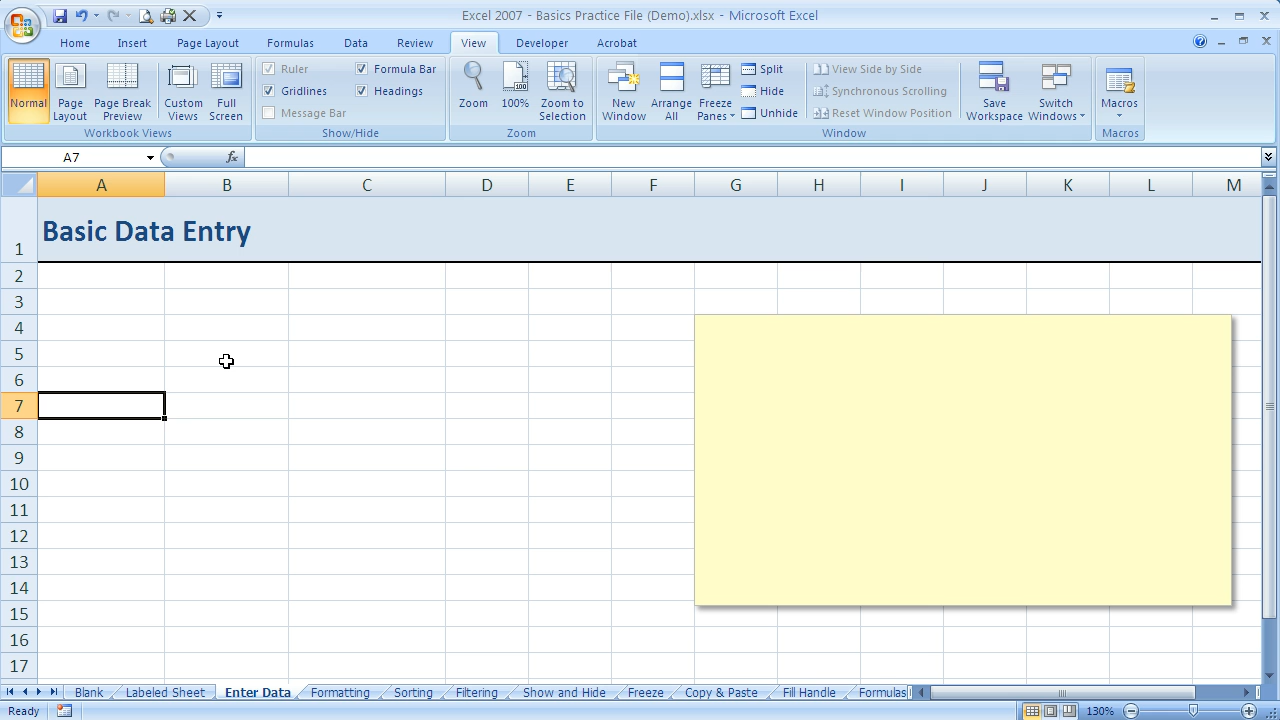 Excel 2007 - Basics Practice File (Demo).xlsx - Microsoft Excel
Home Insert Page Layout Formulas Data Review View Developer Acrobat
Normal Page Layout Page Break Preview Custom Views Full Screen
Workbook Views
Ruler Formula Bar
Gridlines Headings
Message Bar
Show/Hide
Zoom 100% Zoom to Selection
Zoom
New Window Arrange All Freeze Panes
Split
Hide
Unhide
View Side by Side
Synchronous Scrolling
Reset Window Position
Save Workspace Switch Windows
Window
Macros
Macros
A7 fx
A B C D E F G H I J K L M
1 Basic Data Entry
2
3
4
5
6
7
8
9
10
11
12
13
14
15
16
17
Blank Labeled Sheet Enter Data Formatting Sorting Filtering Show and Hide Freeze Copy & Paste Fill Handle Formulas
Ready 130%